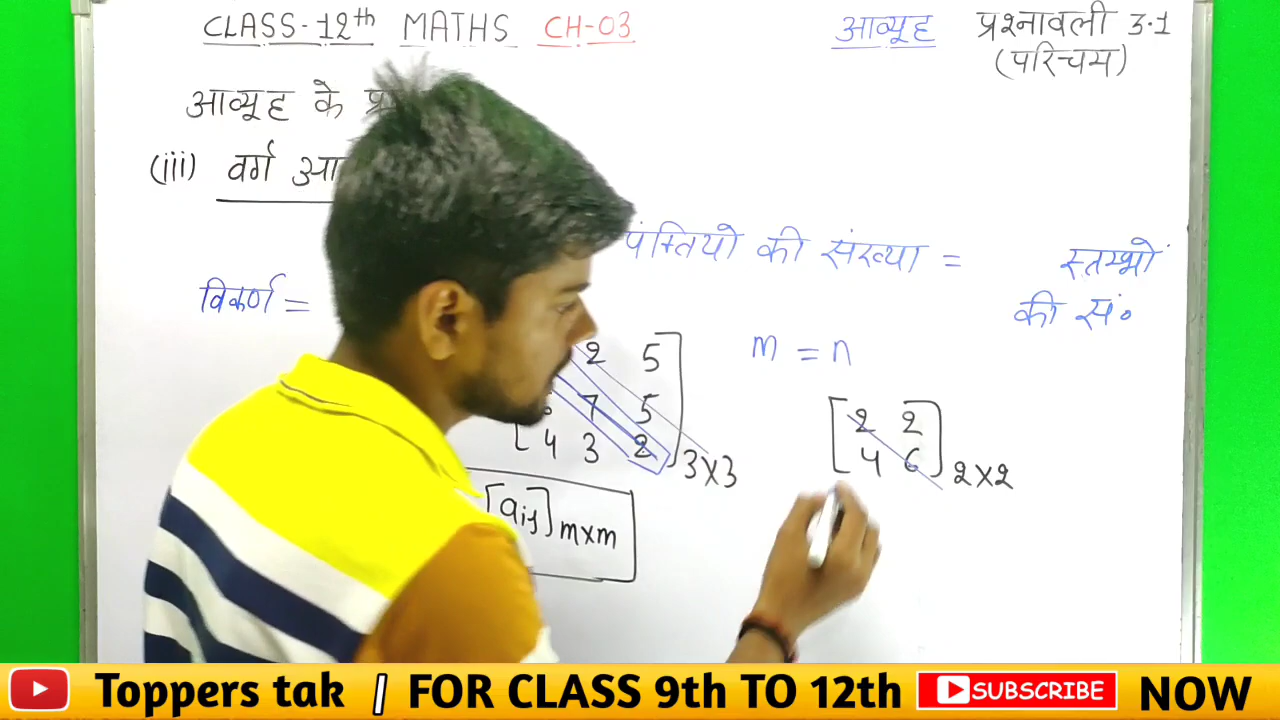 CLASS-12th MATHS CH-03 आव्यूह प्रश्नावली 3.1
(परिचय)
आव्यूह के
(iii) वर्ग
पंक्तियो की संख्या = स्तम्भों
की सं॰
विकर्ण =
m = n
2 5
7 5
4 3 2
3×3
2 2
4 6
2×2
[aij] m×m
Toppers tak | FOR CLASS 9th TO 12th SUBSCRIBE NOW